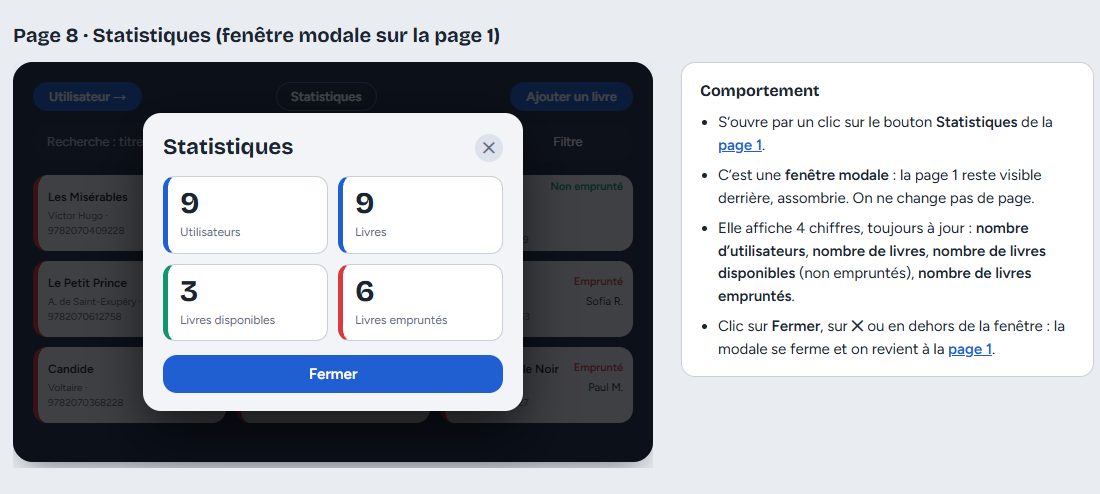 Page 8 · Statistiques (fenêtre modale sur la page 1)
Utilisateur →
Statistiques
Ajouter un livre
Recherche : titre
Filtre
Les Misérables
Victor Hugo ·
9782070409228
Non emprunté
Le Petit Prince
A. de Saint-Exupéry
9782070612758
Emprunté
Sofia R.
Candide
Voltaire ·
9782070368228
le Noir
Emprunté
Paul M.
Statistiques
9
Utilisateurs
9
Livres
3
Livres disponibles
6
Livres empruntés
Fermer
Comportement
• S’ouvre par un clic sur le bouton Statistiques de la
page 1.
• C’est une fenêtre modale : la page 1 reste visible
derrière, assombrie. On ne change pas de page.
• Elle affiche 4 chiffres, toujours à jour : nombre
d’utilisateurs, nombre de livres, nombre de livres
disponibles (non empruntés), nombre de livres
empruntés.
• Clic sur Fermer, sur ✕ ou en dehors de la fenêtre : la
modale se ferme et on revient à la page 1.